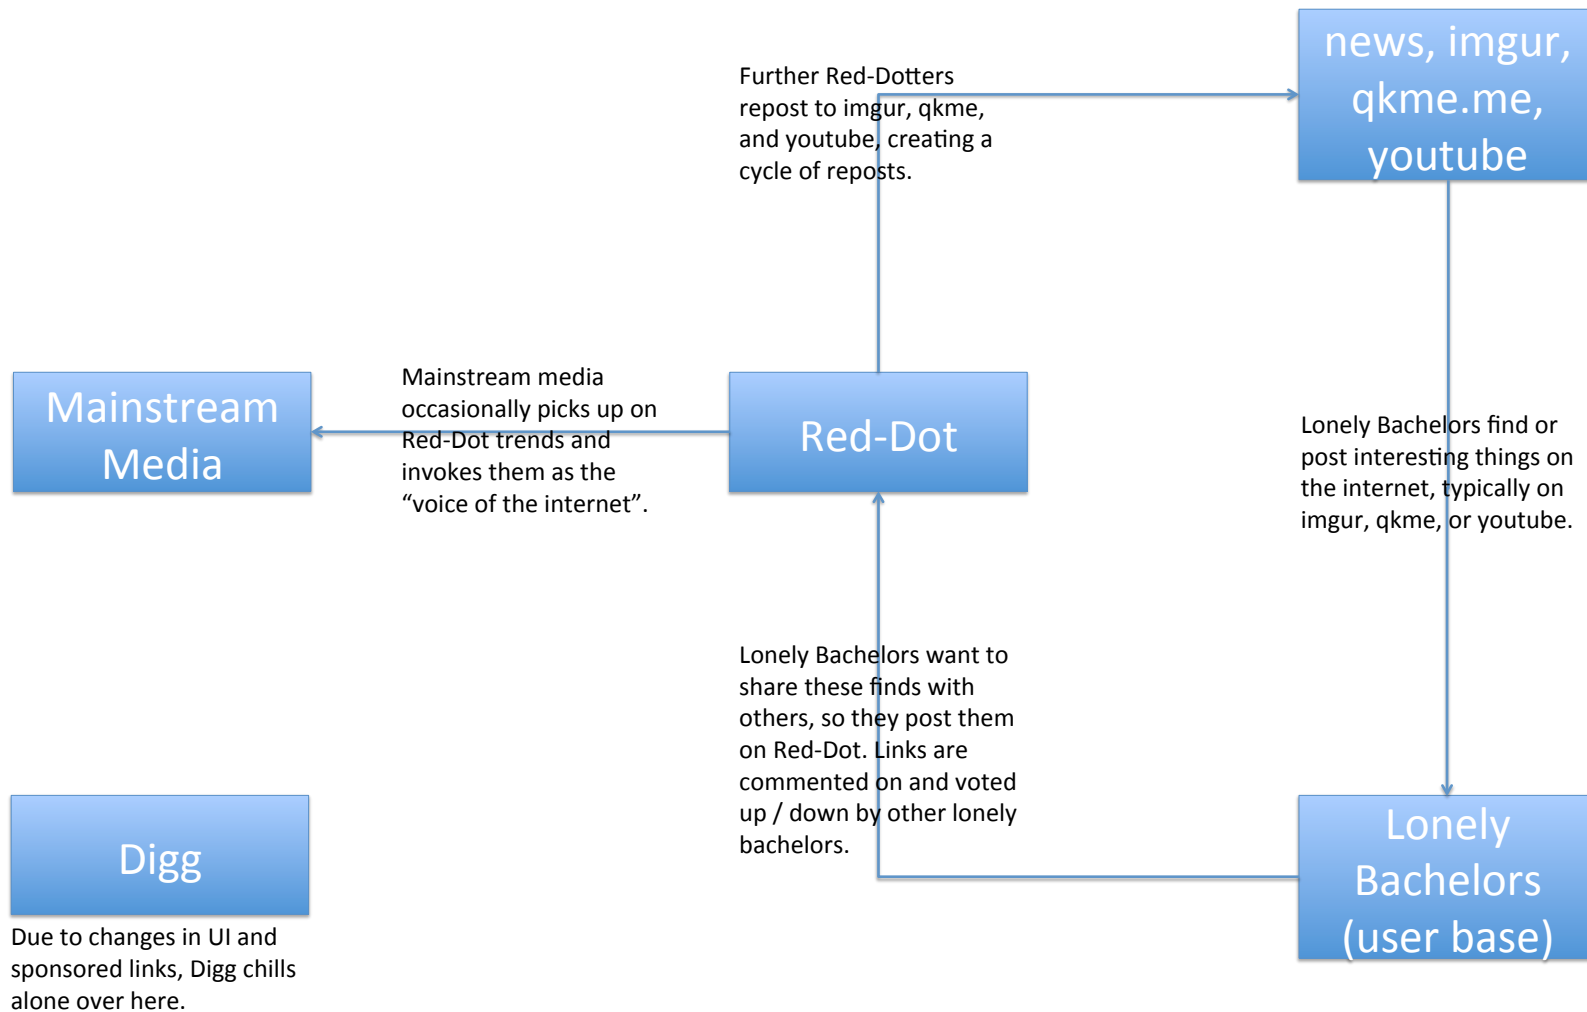 news, imgur,
qkme.me,
youtube
Further Red-Dotters
repost to imgur, qkme,
and youtube, creating a
cycle of reposts.
Mainstream
Media
Mainstream media
occasionally picks up on
Red-Dot trends and
invokes them as the
“voice of the internet”.
Red-Dot
Lonely Bachelors find or
post interesting things on
the internet, typically on
imgur, qkme, or youtube.
Lonely Bachelors want to
share these finds with
others, so they post them
on Red-Dot. Links are
commented on and voted
up / down by other lonely
bachelors.
Digg
Due to changes in UI and
sponsored links, Digg chills
alone over here.
Lonely
Bachelors
(user base)